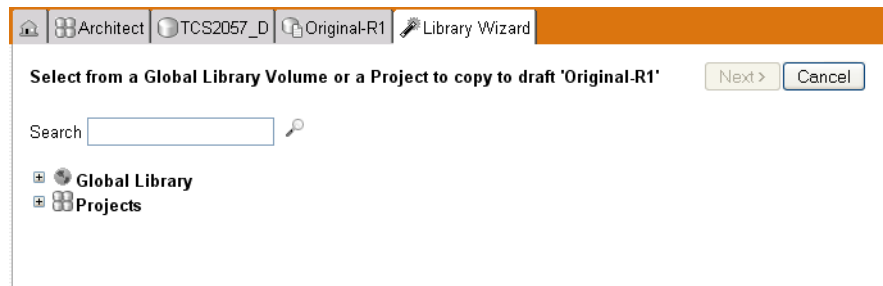 Architect TCS2057_D Original-R1 Library Wizard
Select from a Global Library Volume or a Project to copy to draft 'Original-R1' Next > Cancel
Search
Global Library
Projects